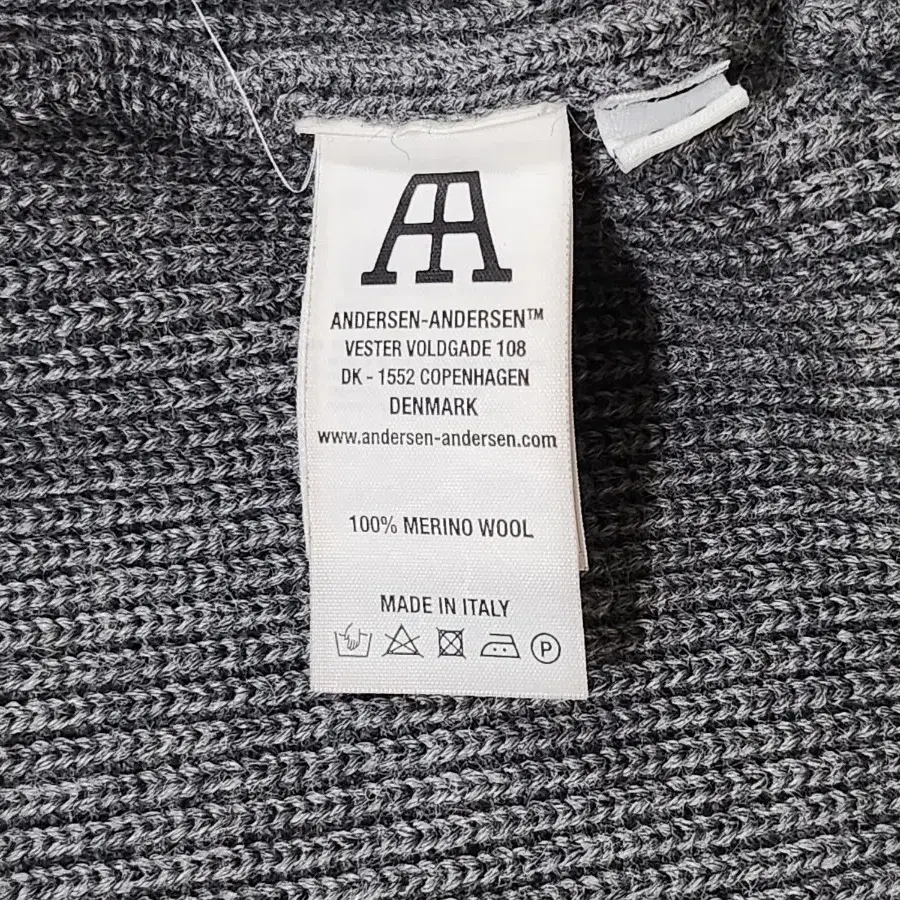 AA
ANDERSEN-ANDERSEN™
VESTER VOLDGADE 108
DK - 1552 COPENHAGEN
DENMARK
www.andersen-andersen.com
100% MERINO WOOL
MADE IN ITALY
P